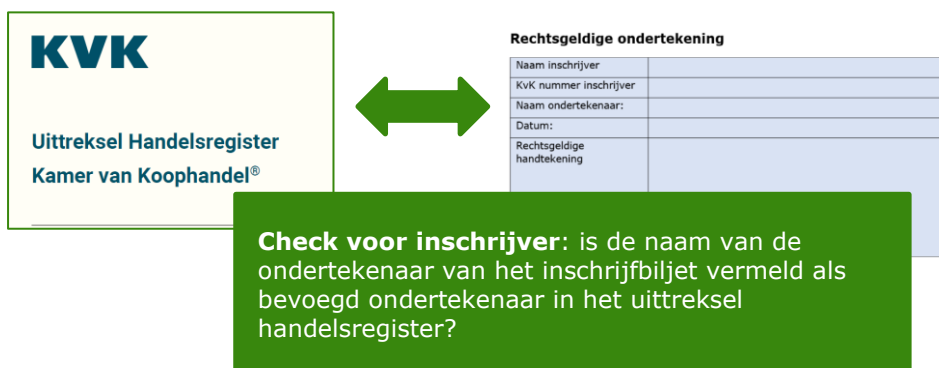 KVK
Uittreksel Handelsregister
Kamer van Koophandel®
Rechtsgeldige ondertekening
Naam inschrijver
KvK nummer inschrijver
Naam ondertekenaar:
Datum:
Rechtsgeldige
handtekening
Check voor inschrijver: is de naam van de
ondertekenaar van het inschrijfbiljet vermeld als
bevoegd ondertekenaar in het uittreksel
handelsregister?